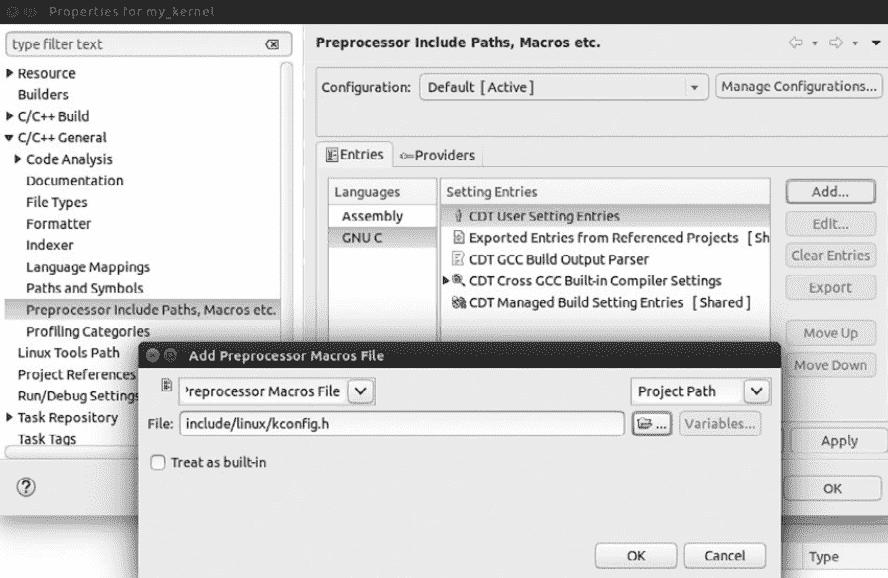 Properties for my_kernel
type filter text
Resource
Builders
C/C++ Build
C/C++ General
Code Analysis
Documentation
File Types
Formatter
Indexer
Language Mappings
Paths and Symbols
Preprocessor Include Paths, Macros etc.
Profiling Categories
Linux Tools Path
Project References
Run/Debug Settings
Task Repository
Task Tags
Preprocessor Include Paths, Macros etc.
Configuration: Default [Active] Manage Configurations...
Entries Providers
Languages
Assembly
GNU C
Setting Entries
CDT User Setting Entries
Exported Entries from Referenced Projects [Sh
CDT GCC Build Output Parser
CDT Cross GCC Built-in Compiler Settings
CDT Managed Build Setting Entries [Shared]
Add...
Edit...
Clear Entries
Export
Move Up
Move Down
Apply
OK
Add Preprocessor Macros File
reprocessor Macros File Project Path
File: include/linux/kconfig.h ... Variables...
Treat as built-in
OK Cancel
Type